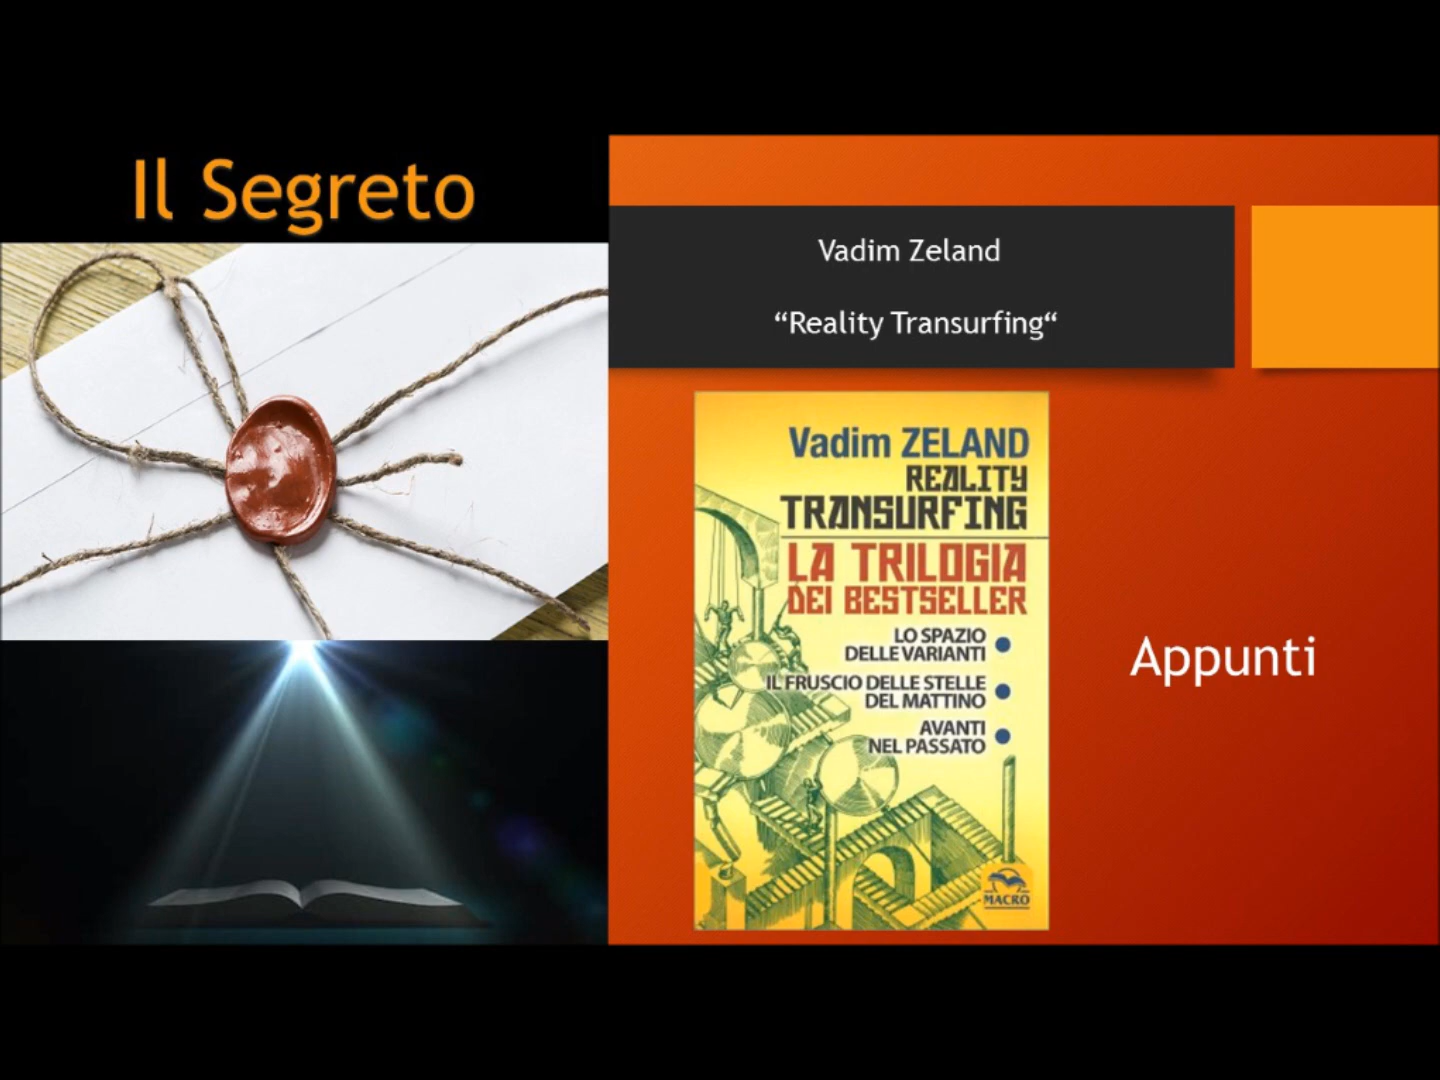 Il Segreto
Vadim Zeland
“Reality Transurfing“
Vadim ZELAND
REALITY
TRANSURFING
LA TRILOGIA
DEI BESTSELLER
LO SPAZIO
DELLE VARIANTI
IL FRUSCIO DELLE STELLE
DEL MATTINO
AVANTI
NEL PASSATO
MACRO
Appunti